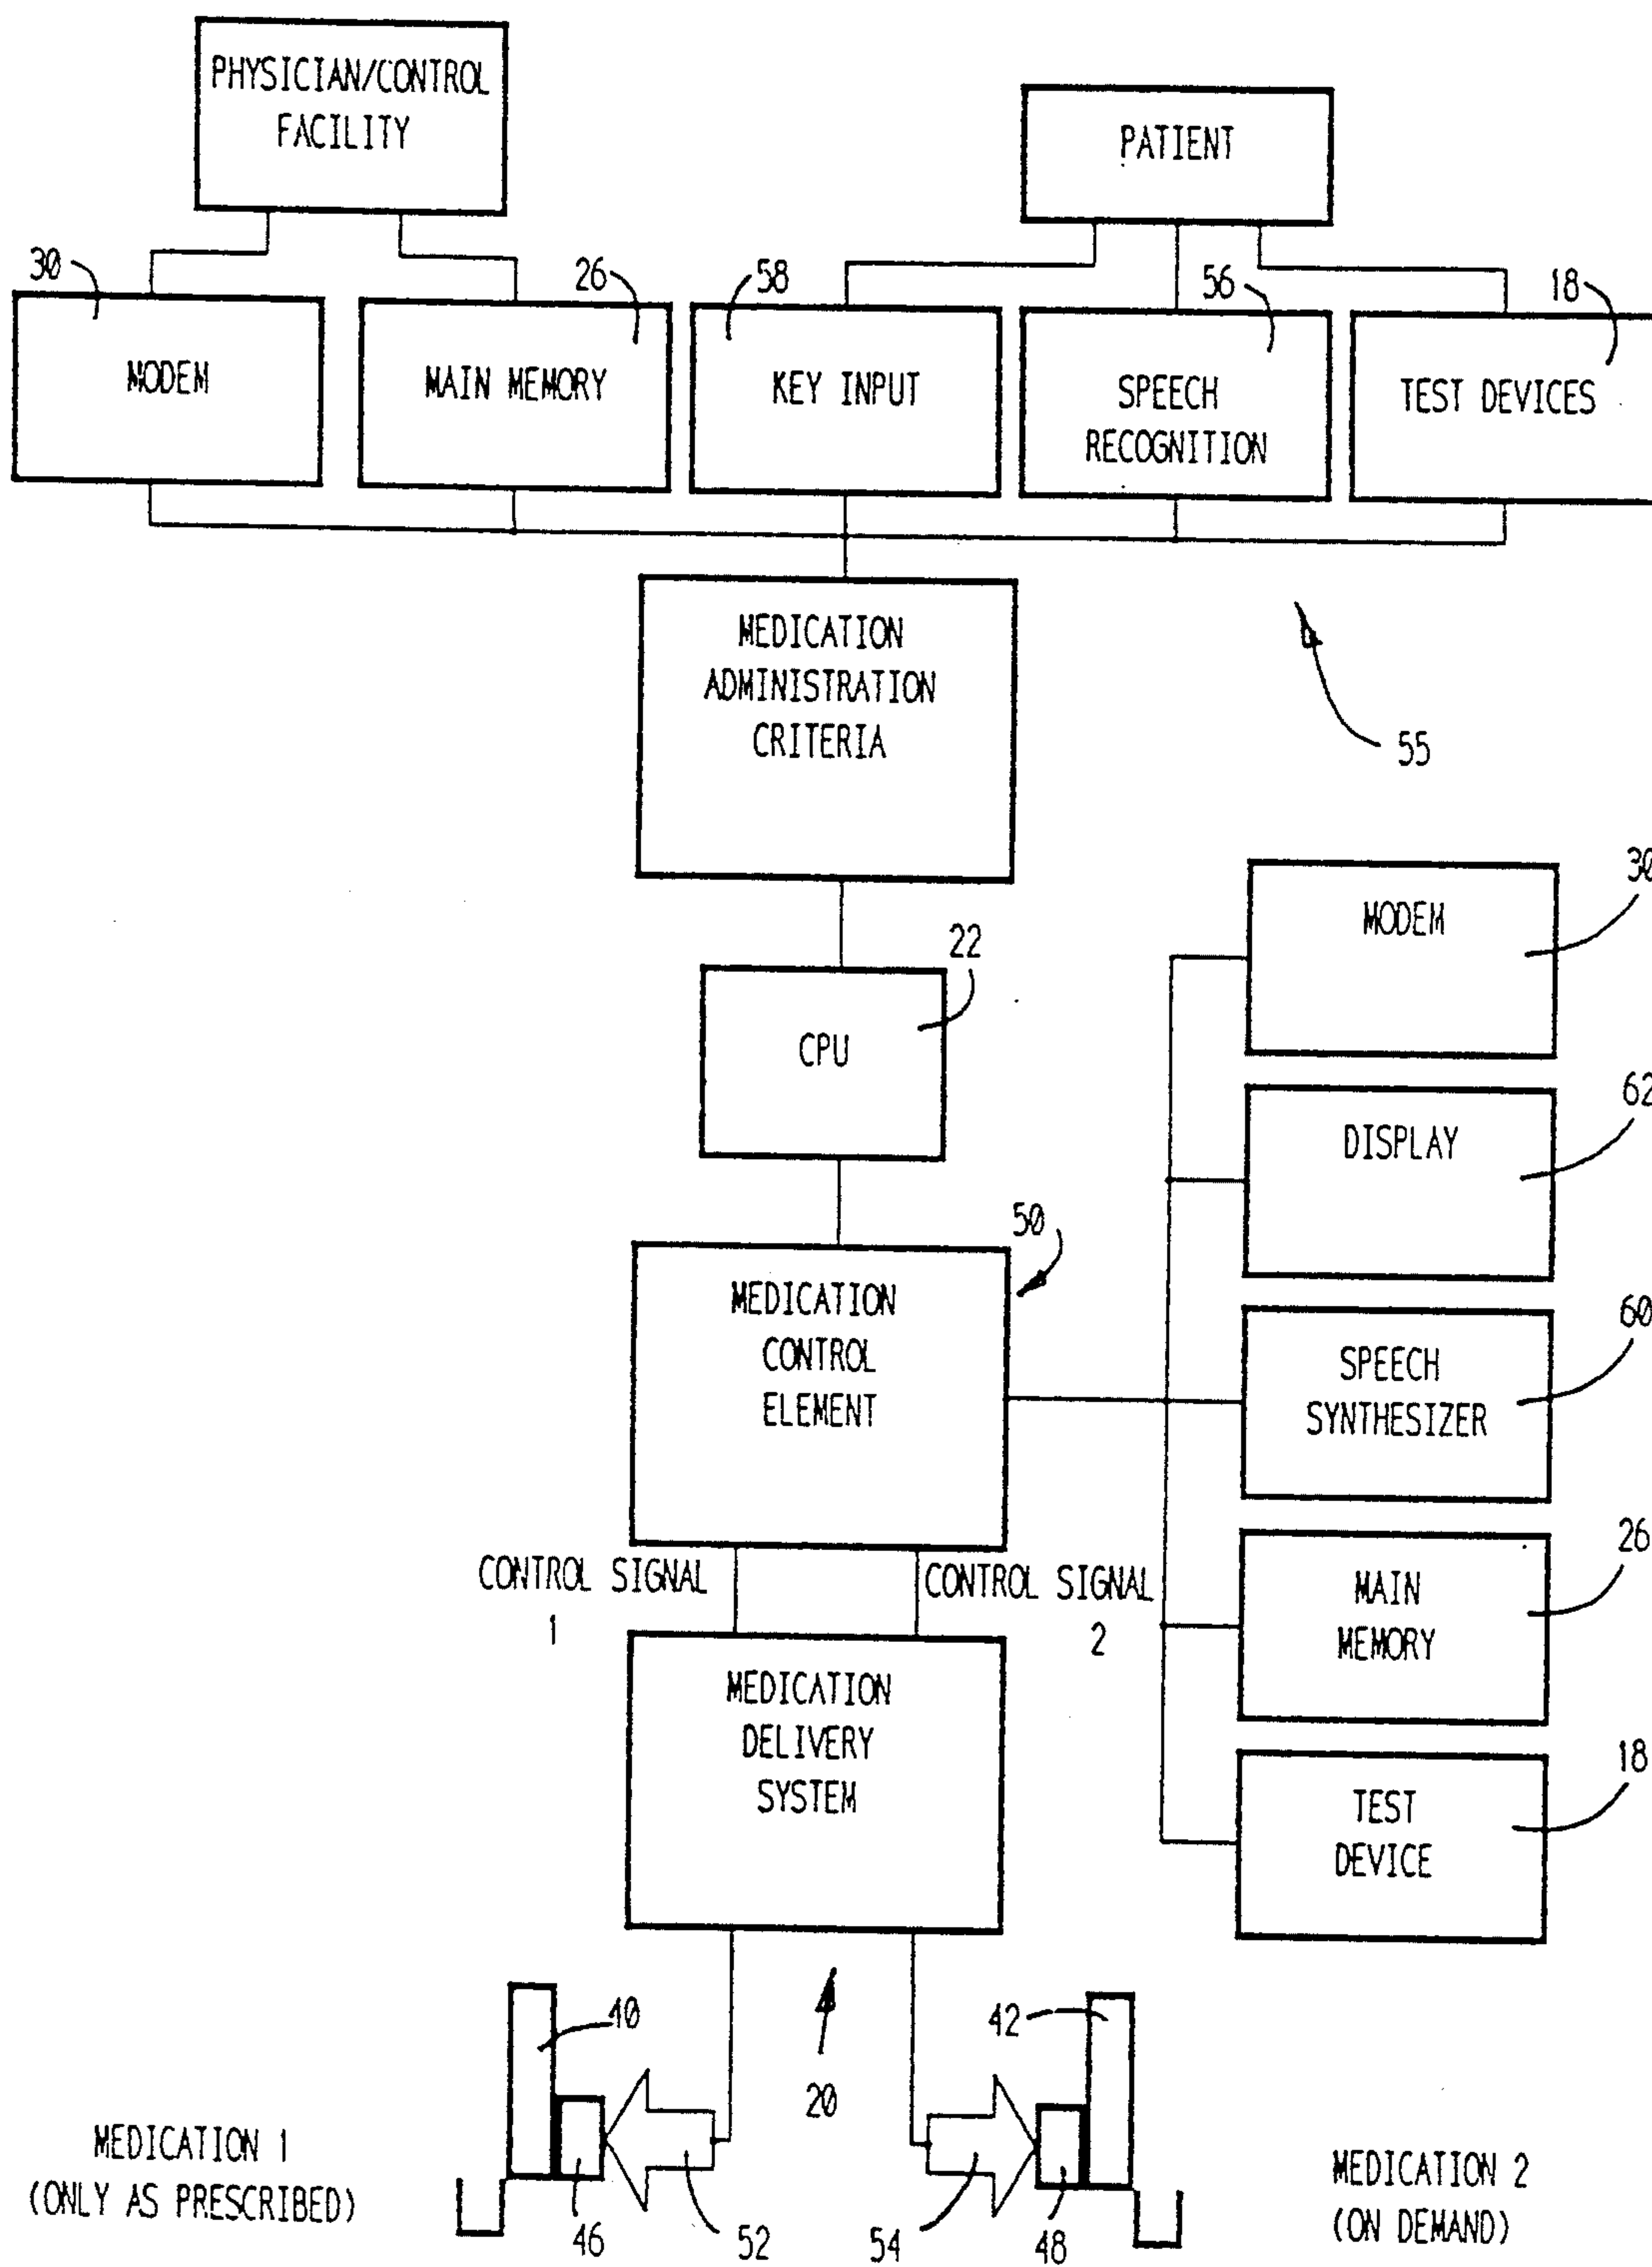 PHYSICIAN/CONTROL
FACILITY
PATIENT
30
26
58
56
18
MODEM
MAIN MEMORY
KEY INPUT
SPEECH
RECOGNITION
TEST DEVICES
MEDICATION
ADMINISTRATION
CRITERIA
55
22
CPU
30
MODEM
62
DISPLAY
50
MEDICATION
CONTROL
ELEMENT
60
SPEECH
SYNTHESIZER
CONTROL SIGNAL
1
CONTROL SIGNAL
2
26
MAIN
MEMORY
MEDICATION
DELIVERY
SYSTEM
18
TEST
DEVICE
40
42
20
MEDICATION 1
(ONLY AS PRESCRIBED)
46
52
54
48
MEDICATION 2
(ON DEMAND)